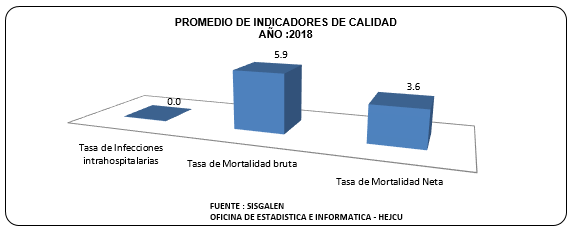 PROMEDIO DE INDICADORES DE CALIDAD
AÑO :2018
5.9
3.6
0.0
Tasa de Infecciones
intrahospitalarias
Tasa de Mortalidad bruta
Tasa de Mortalidad Neta
FUENTE : SISGALEN
OFICINA DE ESTADISTICA E INFORMATICA - HEJCU